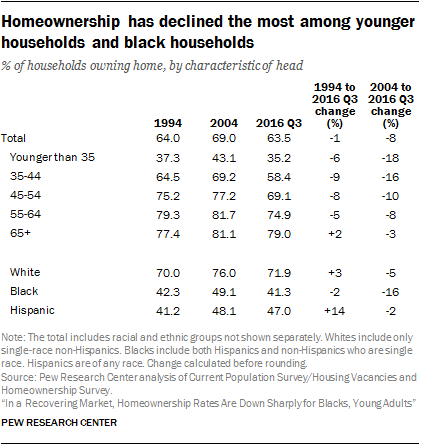 Homeownership has declined the most among younger
households and black households
% of households owning home, by characteristic of head
1994 2004 2016 Q3 1994 to 2016 Q3 change (%) 2004 to 2016 Q3 change (%)
Total 64.0 69.0 63.5 -1 -8
Younger than 35 37.3 43.1 35.2 -6 -18
35-44 64.5 69.2 58.4 -9 -16
45-54 75.2 77.2 69.1 -8 -10
55-64 79.3 81.7 74.9 -5 -8
65+ 77.4 81.1 79.0 +2 -3
White 70.0 76.0 71.9 +3 -5
Black 42.3 49.1 41.3 -2 -16
Hispanic 41.2 48.1 47.0 +14 -2
Note: The total includes racial and ethnic groups not shown separately. Whites include only
single-race non-Hispanics. Blacks include both Hispanics and non-Hispanics who are single
race. Hispanics are of any race. Change calculated before rounding.
Source: Pew Research Center analysis of Current Population Survey/Housing Vacancies and
Homeownership Survey.
“In a Recovering Market, Homeownership Rates Are Down Sharply for Blacks, Young Adults”
PEW RESEARCH CENTER